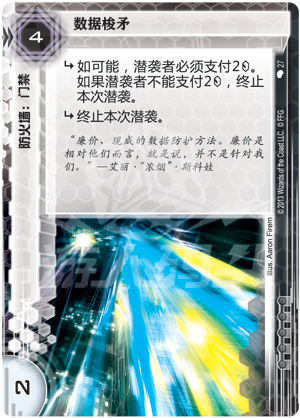 数据梭矛
4
防火墙：门禁
↳ 如可能，潜袭者必须支付2。
如果潜袭者不能支付2，终止
本次潜袭。
↳ 终止本次潜袭。
“廉价、现成的数据防护方法。廉价是
相对他们而言，就是说，并不是针对我
们。”—艾丽·“浓烟”·斯科娃
27
© 2013 Wizards of the Coast LLC. © FFG
Illus. Aaron Firem
2